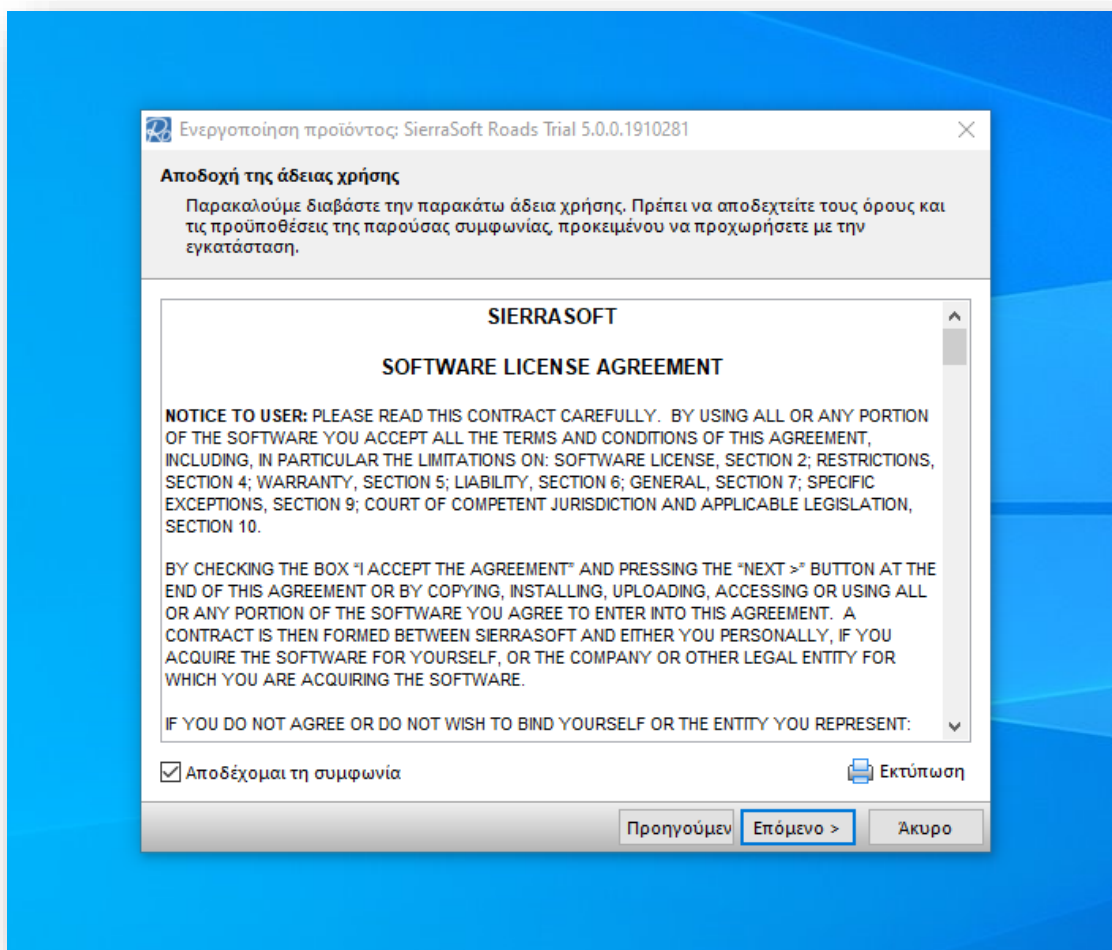 Ενεργοποίηση προϊόντος: SierraSoft Roads Trial 5.0.0.1910281
Αποδοχή της άδειας χρήσης
Παρακαλούμε διαβάστε την παρακάτω άδεια χρήσης. Πρέπει να αποδεχτείτε τους όρους και
τις προϋποθέσεις της παρούσας συμφωνίας, προκειμένου να προχωρήσετε με την
εγκατάσταση.
SIERRASOFT
SOFTWARE LICENSE AGREEMENT
NOTICE TO USER: PLEASE READ THIS CONTRACT CAREFULLY. BY USING ALL OR ANY PORTION
OF THE SOFTWARE YOU ACCEPT ALL THE TERMS AND CONDITIONS OF THIS AGREEMENT,
INCLUDING, IN PARTICULAR THE LIMITATIONS ON: SOFTWARE LICENSE, SECTION 2; RESTRICTIONS,
SECTION 4; WARRANTY, SECTION 5; LIABILITY, SECTION 6; GENERAL, SECTION 7; SPECIFIC
EXCEPTIONS, SECTION 9; COURT OF COMPETENT JURISDICTION AND APPLICABLE LEGISLATION,
SECTION 10.
BY CHECKING THE BOX “I ACCEPT THE AGREEMENT” AND PRESSING THE “NEXT >” BUTTON AT THE
END OF THIS AGREEMENT OR BY COPYING, INSTALLING, UPLOADING, ACCESSING OR USING ALL
OR ANY PORTION OF THE SOFTWARE YOU AGREE TO ENTER INTO THIS AGREEMENT. A
CONTRACT IS THEN FORMED BETWEEN SIERRASOFT AND EITHER YOU PERSONALLY, IF YOU
ACQUIRE THE SOFTWARE FOR YOURSELF, OR THE COMPANY OR OTHER LEGAL ENTITY FOR
WHICH YOU ARE ACQUIRING THE SOFTWARE.
IF YOU DO NOT AGREE OR DO NOT WISH TO BIND YOURSELF OR THE ENTITY YOU REPRESENT:
Αποδέχομαι τη συμφωνία
Εκτύπωση
Προηγούμεν
Επόμενο >
Άκυρο